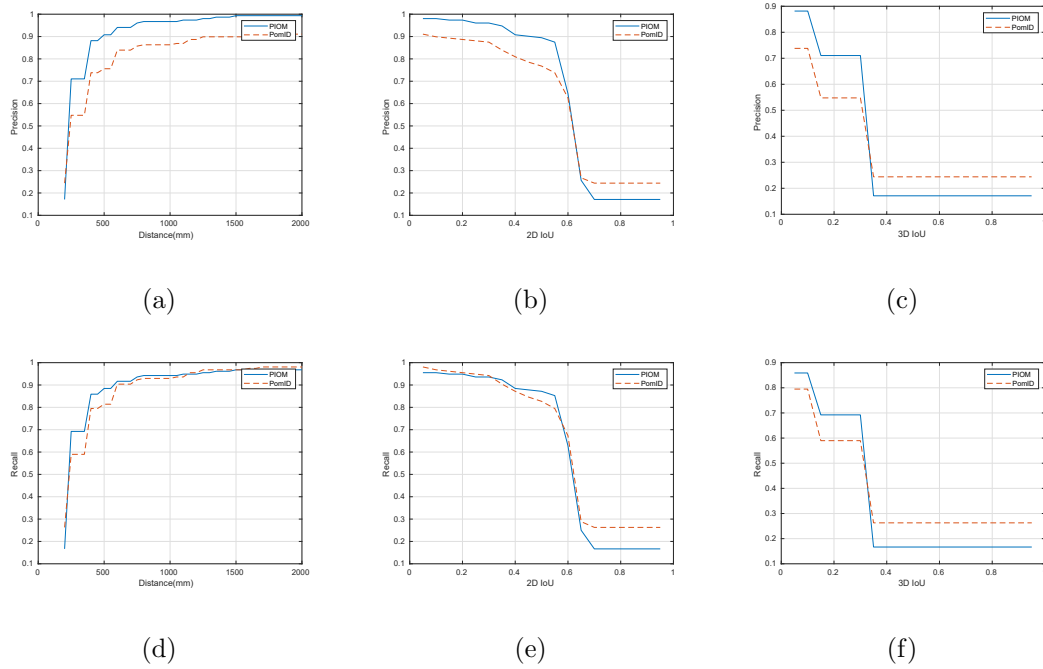 1
0.9
0.8
0.7
0.6
0.5
0.4
0.3
0.2
0.1
Precision
0 500 1000 1500 2000
Distance(mm)
PIOM
PomID
(a)
1
0.9
0.8
0.7
0.6
0.5
0.4
0.3
0.2
0.1
Precision
0 0.2 0.4 0.6 0.8 1
2D IoU
PIOM
PomID
(b)
0.9
0.8
0.7
0.6
0.5
0.4
0.3
0.2
0.1
Precision
0 0.2 0.4 0.6 0.8
3D IoU
PIOM
PomID
(c)
1
0.9
0.8
0.7
0.6
0.5
0.4
0.3
0.2
0.1
Recall
0 500 1000 1500 2000
Distance(mm)
PIOM
PomID
(d)
1
0.9
0.8
0.7
0.6
0.5
0.4
0.3
0.2
0.1
Recall
0 0.2 0.4 0.6 0.8 1
2D IoU
PIOM
PomID
(e)
0.9
0.8
0.7
0.6
0.5
0.4
0.3
0.2
0.1
Recall
0 0.2 0.4 0.6 0.8
3D IoU
PIOM
PomID
(f)